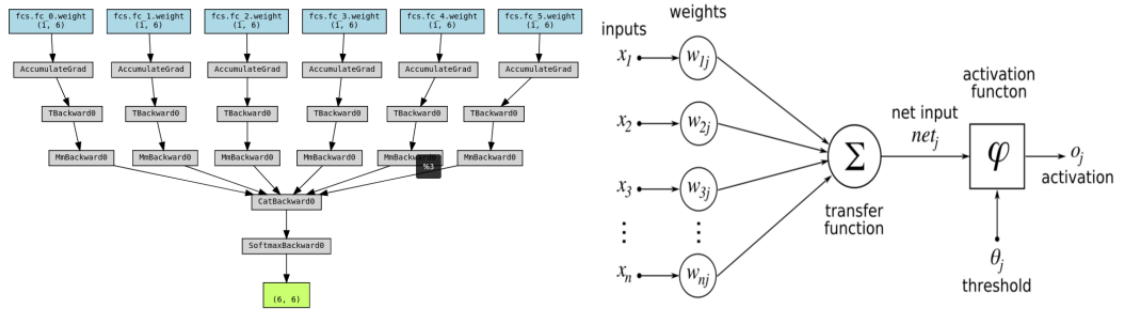 fcs.fc_0.weight
(1, 6)
fcs.fc_1.weight
(1, 6)
fcs.fc_2.weight
(1, 6)
fcs.fc_3.weight
(1, 6)
fcs.fc_4.weight
(1, 6)
fcs.fc_5.weight
(1, 6)
AccumulateGrad
AccumulateGrad
AccumulateGrad
AccumulateGrad
AccumulateGrad
AccumulateGrad
TBackward0
TBackward0
TBackward0
TBackward0
TBackward0
TBackward0
MmBackward0
MmBackward0
MmBackward0
MmBackward0
MmBackward0
MmBackward0
%3
CatBackward0
SoftmaxBackward0
(6, 6)
weights
inputs
x1
w1j
x2
w2j
x3
w3j
⋮
⋮
xn
wnj
Σ
transfer
function
net input
netj
activation
functon
φ
oj
activation
θj
threshold